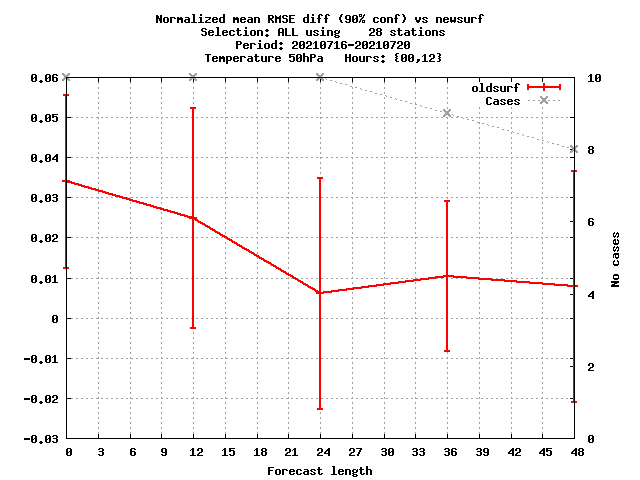 Normalized mean RMSE diff (90% conf) vs newsurf
Selection: ALL using    28 stations
Period: 20210716-20210720
Temperature 50hPa   Hours: {00,12}
oldsurf
Cases
0.06
0.05
0.04
0.03
0.02
0.01
0
-0.01
-0.02
-0.03
10
8
6
4
2
0
No cases
0 3 6 9 12 15 18 21 24 27 30 33 36 39 42 45 48
Forecast length